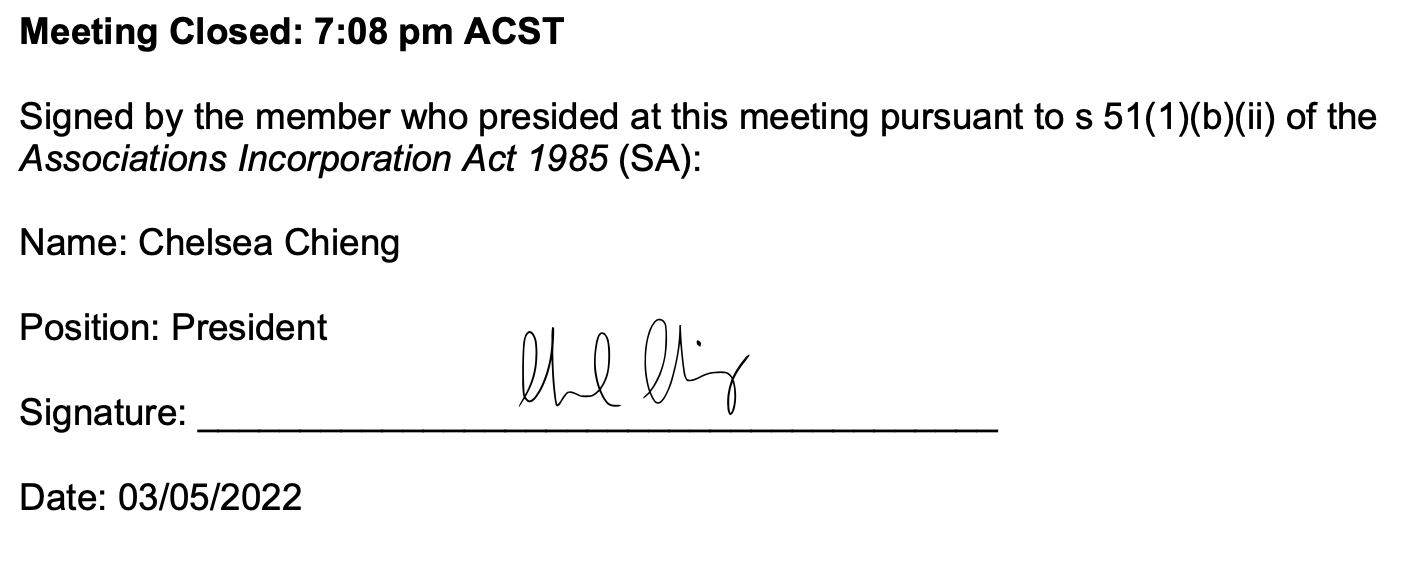 Meeting Closed: 7:08 pm ACST
Signed by the member who presided at this meeting pursuant to s 51(1)(b)(ii) of the
Associations Incorporation Act 1985 (SA):
Name: Chelsea Chieng
Position: President
Signature:
Date: 03/05/2022